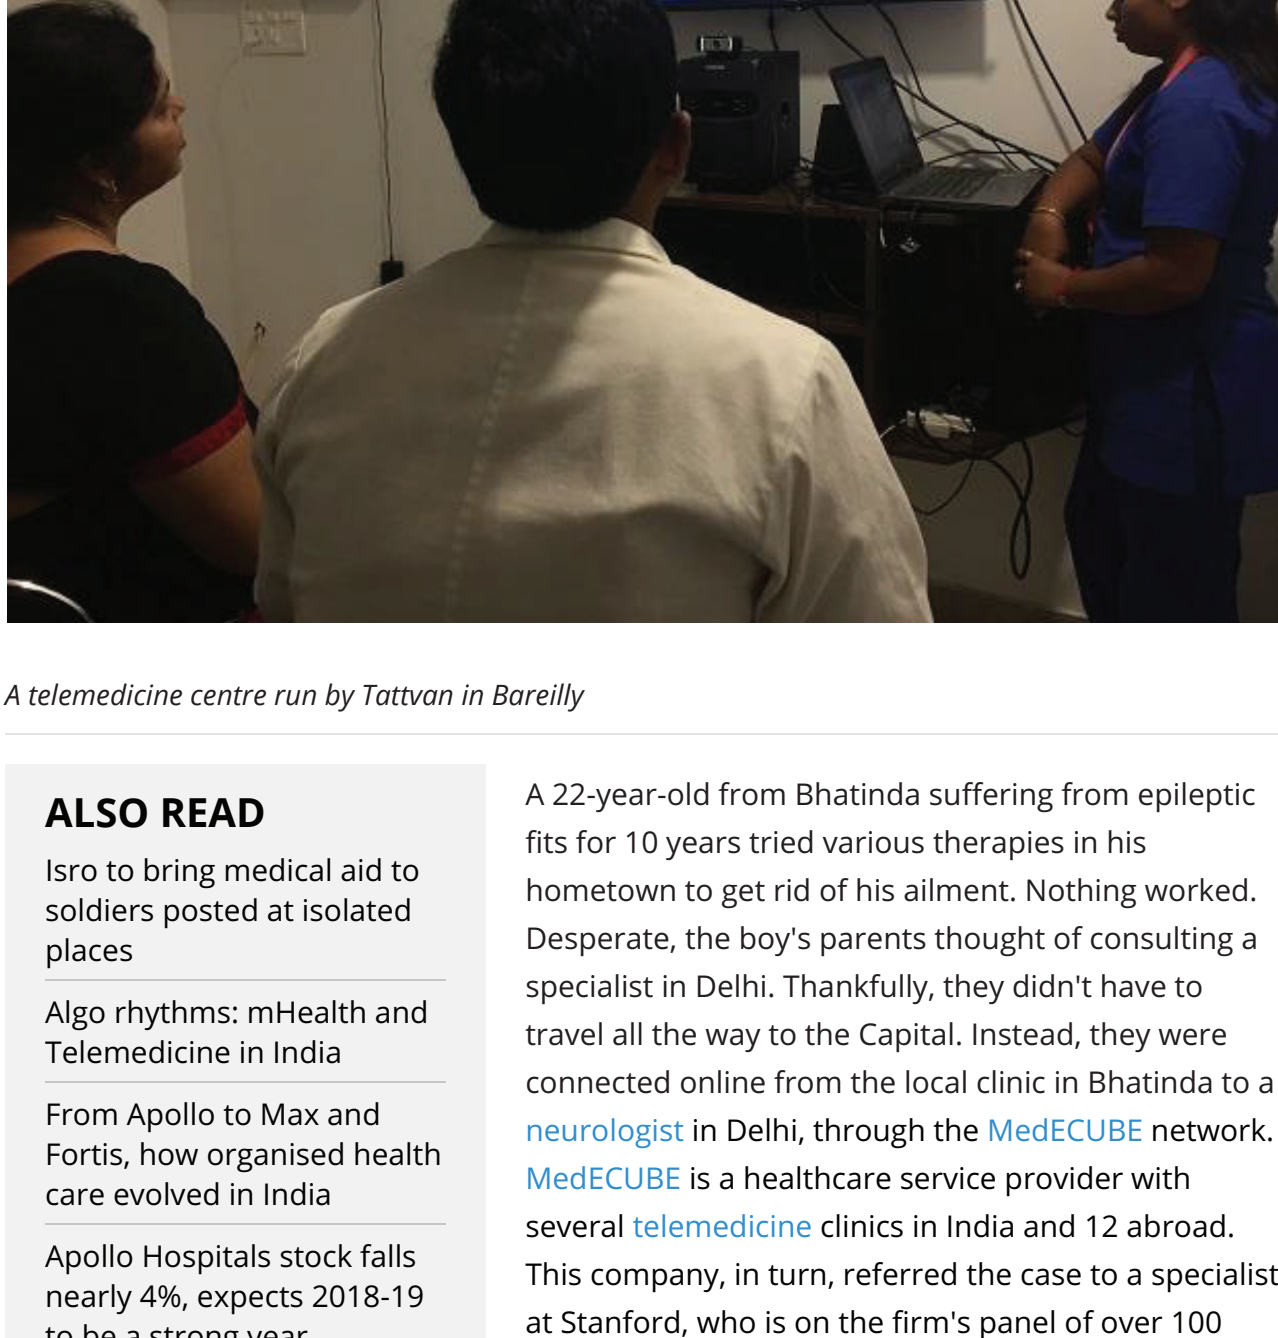 A telemedicine centre run by Tattvan in Bareilly
ALSO READ
Isro to bring medical aid to
soldiers posted at isolated
places
Algo rhythms: mHealth and
Telemedicine in India
From Apollo to Max and
Fortis, how organised health
care evolved in India
Apollo Hospitals stock falls
nearly 4%, expects 2018-19
to be a strong year
A 22-year-old from Bhatinda suffering from epileptic
fits for 10 years tried various therapies in his
hometown to get rid of his ailment. Nothing worked.
Desperate, the boy's parents thought of consulting a
specialist in Delhi. Thankfully, they didn't have to
travel all the way to the Capital. Instead, they were
connected online from the local clinic in Bhatinda to a
neurologist in Delhi, through the MedECUBE network.
MedECUBE is a healthcare service provider with
several telemedicine clinics in India and 12 abroad.
This company, in turn, referred the case to a specialist
at Stanford, who is on the firm's panel of over 100